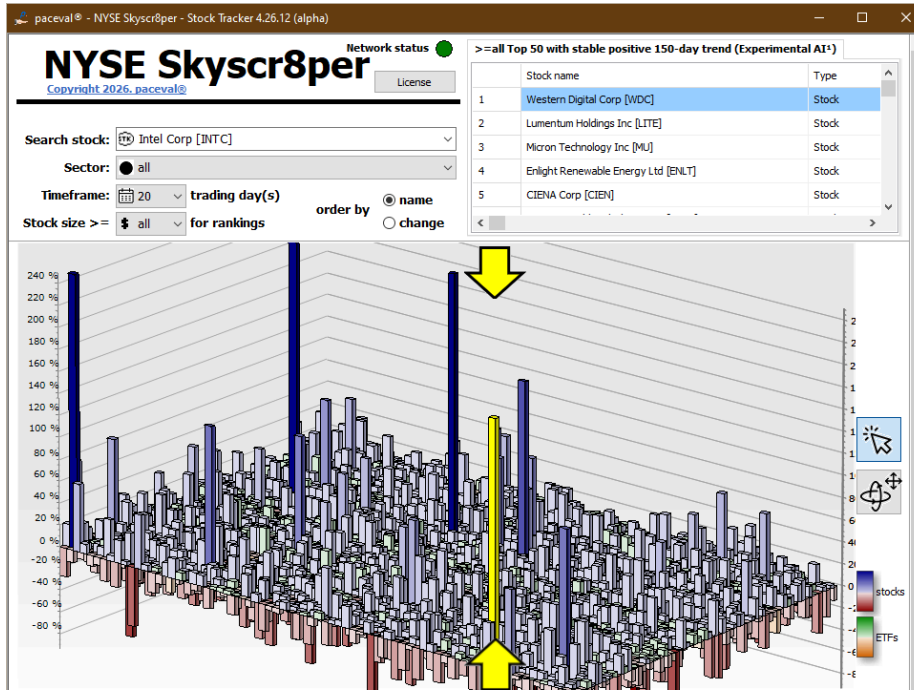 paceval® - NYSE Skyscr8per - Stock Tracker 4.26.12 (alpha)
NYSE Skyscr8per
Copyright 2026, paceval®
Network status
License
Search stock: STK Intel Corp [INTC]
Sector: all
Timeframe: 20 trading day(s)
Stock size >= $ all for rankings
order by
name
change
>=all Top 50 with stable positive 150-day trend (Experimental AI¹)
Stock name Type
1 Western Digital Corp [WDC] Stock
2 Lumentum Holdings Inc [LITE] Stock
3 Micron Technology Inc [MU] Stock
4 Enlight Renewable Energy Ltd [ENLT] Stock
5 CIENA Corp [CIEN] Stock
240 %
220 %
200 %
180 %
160 %
140 %
120 %
100 %
80 %
60 %
40 %
20 %
0 %
-20 %
-40 %
-60 %
-80 %
stocks
ETFs